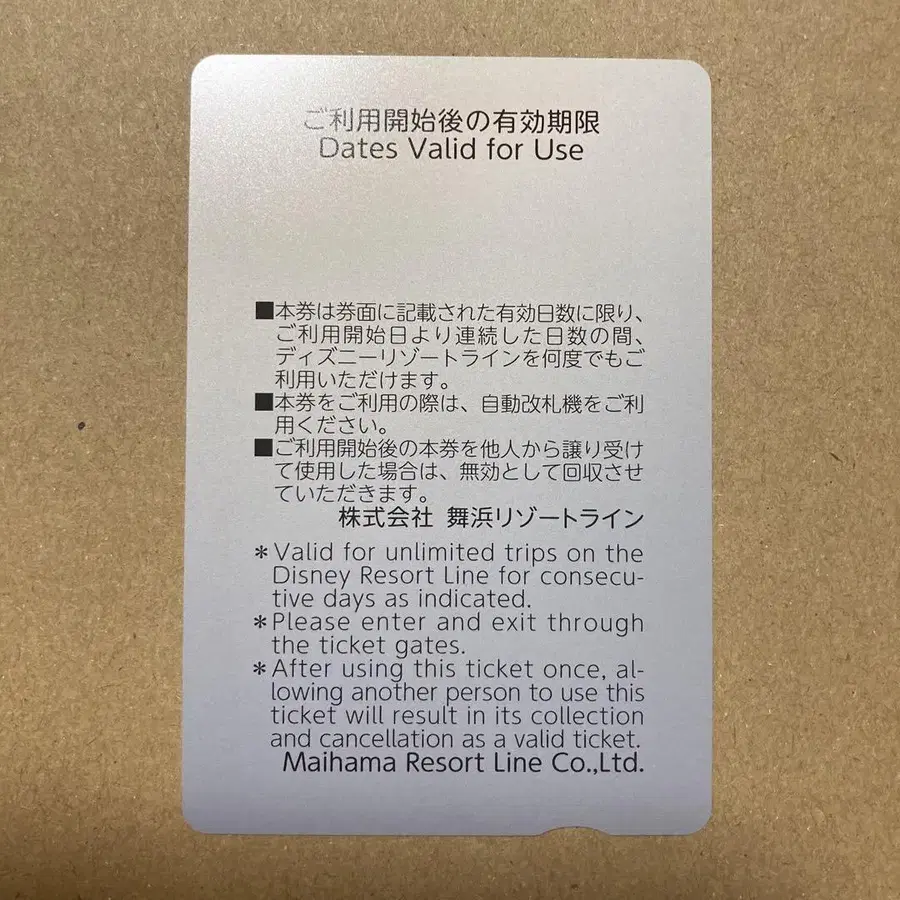 ご利用開始後の有効期限
Dates Valid for Use
■本券は券面に記載された有効日数に限り、
ご利用開始日より連続した日数の間、
ディズニーリゾートラインを何度でもご
利用いただけます。
■本券をご利用の際は、自動改札機をご利
用ください。
■ご利用開始後の本券を他人から譲り受け
て使用した場合は、無効として回収させ
ていただきます。
株式会社 舞浜リゾートライン
*Valid for unlimited trips on the
Disney Resort Line for consecu-
tive days as indicated.
*Please enter and exit through
the ticket gates.
*After using this ticket once, al-
lowing another person to use this
ticket will result in its collection
and cancellation as a valid ticket.
Maihama Resort Line Co.,Ltd.